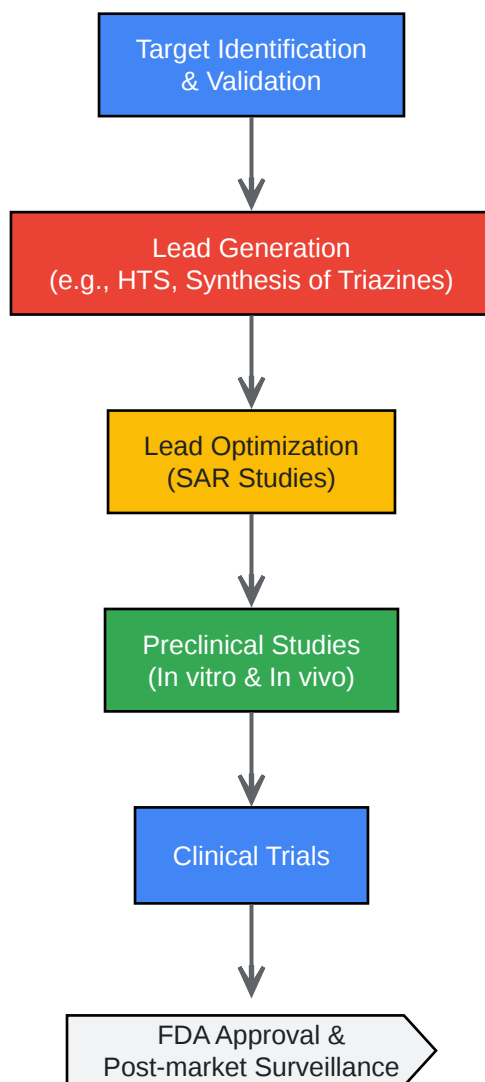 Target Identification
& Validation
Lead Generation
(e.g., HTS, Synthesis of Triazines)
Lead Optimization
(SAR Studies)
Preclinical Studies
(In vitro & In vivo)
Clinical Trials
FDA Approval &
Post-market Surveillance